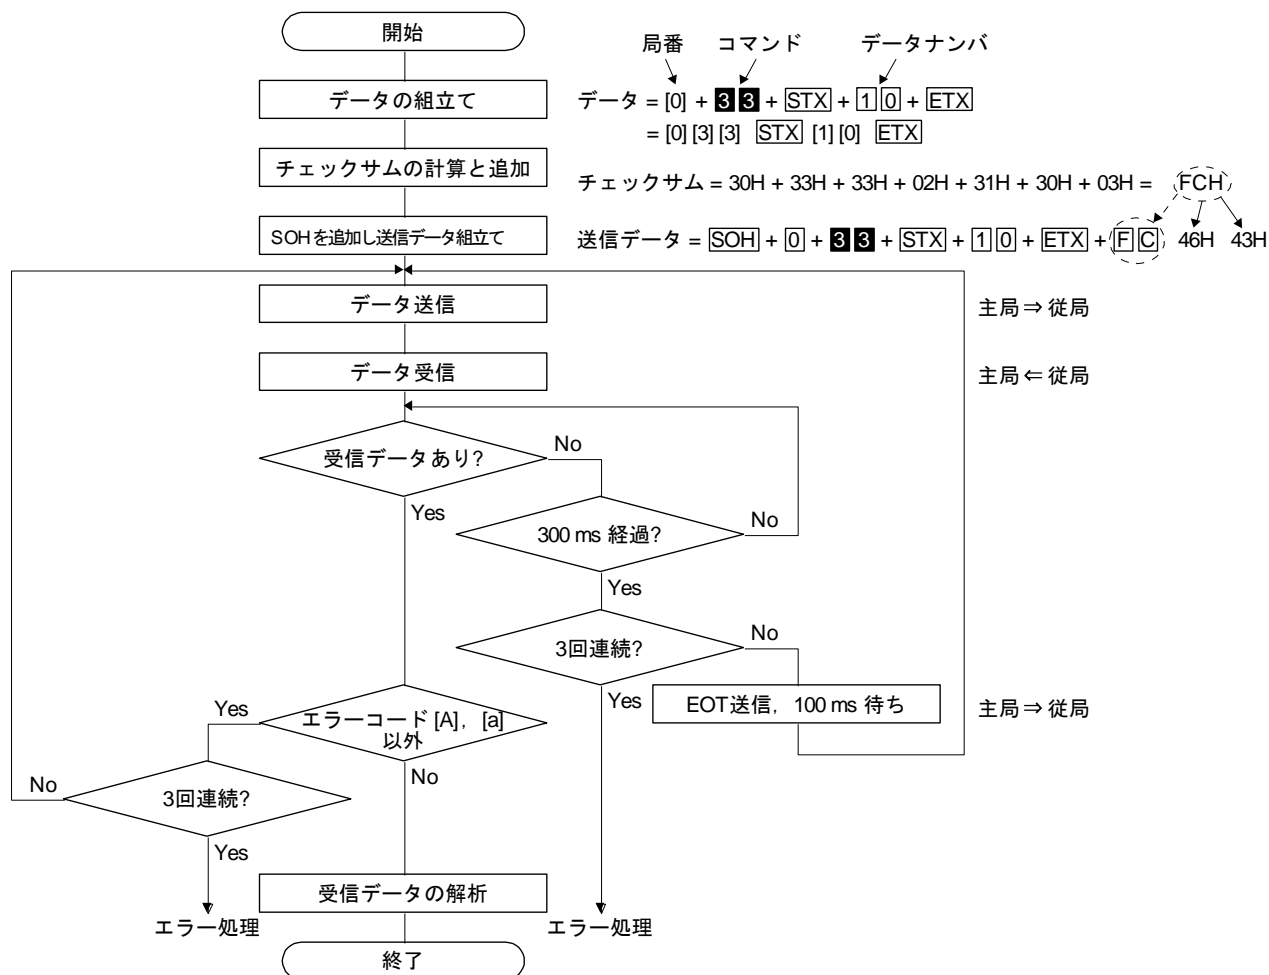 開始
局番 コマンド データナンバ
データの組立て
データ = [0] + 3 3 + STX + 1 0 + ETX
= [0] [3] [3] STX [1] [0] ETX
チェックサムの計算と追加
チェックサム = 30H + 33H + 33H + 02H + 31H + 30H + 03H = FCH
SOHを追加し送信データ組立て
送信データ = SOH + 0 + 3 3 + STX + 1 0 + ETX + F C 46H 43H
データ送信
主局 ⇒ 従局
データ受信
主局 ⇐ 従局
受信データあり?
No
Yes
300 ms 経過?
No
Yes
3回連続?
No
Yes
EOT送信, 100 ms 待ち
主局 ⇒ 従局
エラーコード [A], [a]
以外
Yes
No
3回連続?
No
Yes
受信データの解析
エラー処理
エラー処理
終了